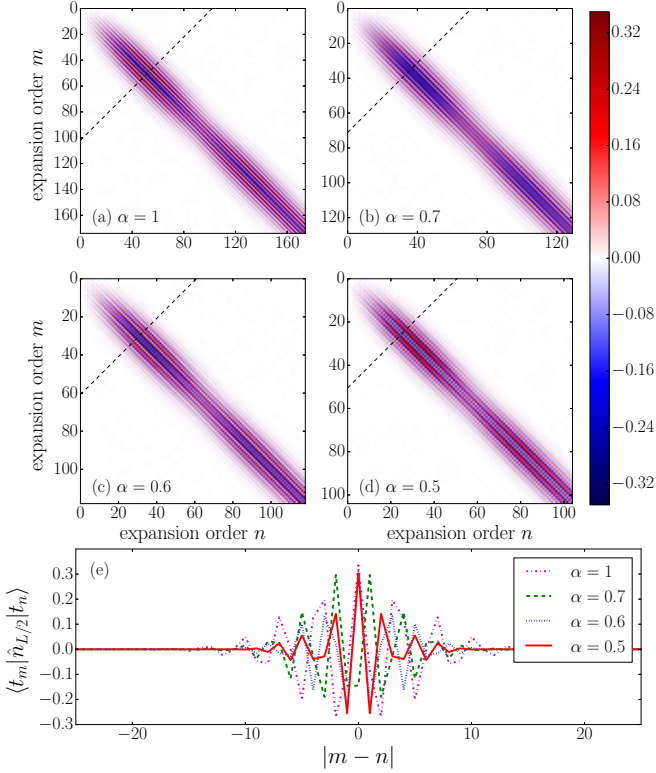 0
20
40
60
80
100
120
140
160
expansion order m
(a) α = 1
0 40 80 120 160
0
20
40
60
80
100
120
(b) α = 0.7
0 40 80 120
0.32
0.24
0.16
0.08
0.00
−0.08
−0.16
−0.24
−0.32
0
20
40
60
80
100
expansion order m
(c) α = 0.6
0 20 40 60 80 100
expansion order n
0
20
40
60
80
100
(d) α = 0.5
0 20 40 60 80 100
expansion order n
(e)
0.3
0.2
0.1
0.0
−0.1
−0.2
−0.3
⟨t_m|n̂_{L/2}|t_n⟩
α = 1
α = 0.7
α = 0.6
α = 0.5
−20 −10 0 10 20
|m − n|